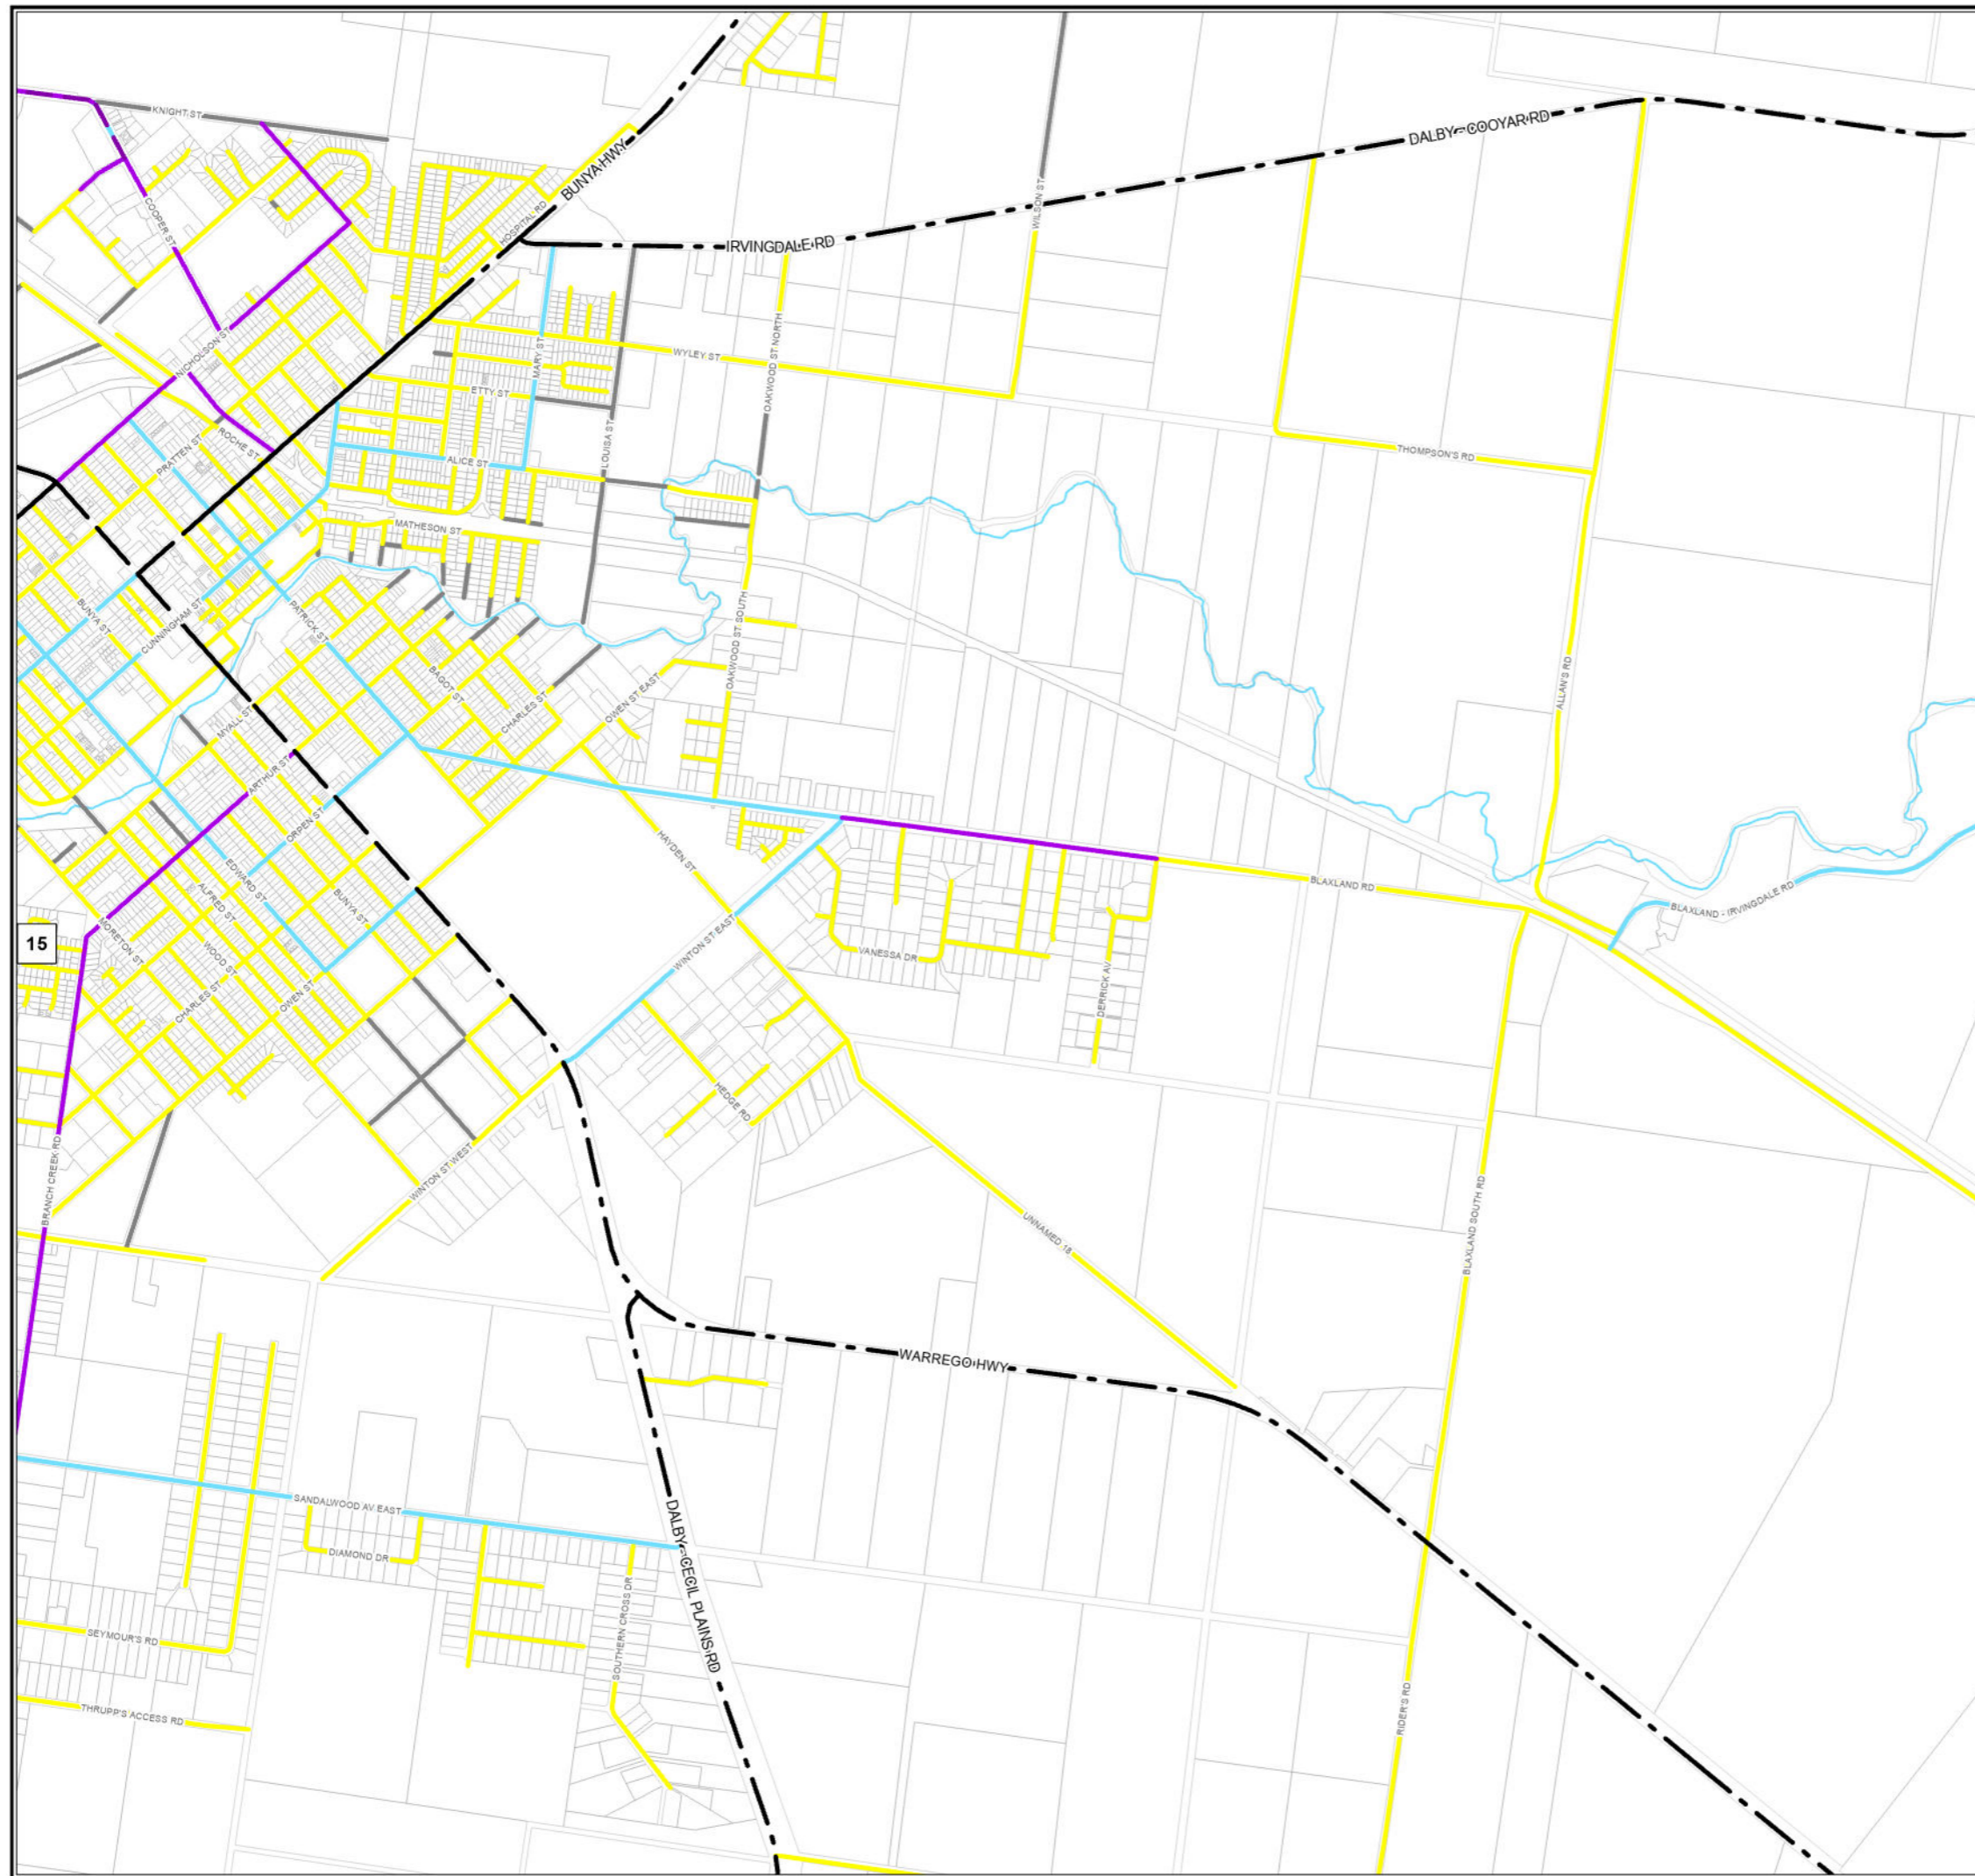 KNIGHT ST
BUNYA HWY
DALBY - COOYAR RD
COOPER ST
HOSPITAL RD
WILSON ST
IRVINGDALE RD
NICHOLSON ST
MARY ST
WYLEY ST
OAKWOOD ST NORTH
ETTY ST
PRATTEN ST
ROCHE ST
ALICE ST
LOUISA ST
THOMPSON'S RD
MATHESON ST
BUNYA ST
CUNNINGHAM ST
PATRICK ST
OAKWOOD ST SOUTH
BAGOT ST
CHARLES ST
OWEN ST EAST
ALLAN'S RD
MYALL ST
ARTHUR ST
ORPEN ST
HAYDEN ST
EDWARD ST
ALFRED ST
BUNYA ST
BLAXLAND RD
BLAXLAND - IRVINGDALE RD
15
MORETON ST
WOOD ST
WINTON ST EAST
VANESSA DR
CHARLES ST
OWEN ST
DERRICK AV
HEDGE RD
BRANCH CREEK RD
WINTON ST WEST
UNNAMED 18
BLAXLAND SOUTH RD
WARREGO HWY
SANDALWOOD AV EAST
DIAMOND DR
DALBY - CECIL PLAINS RD
SOUTHERN CROSS DR
SEYMOUR'S RD
THRUPP'S ACCESS RD
RIDER'S RD